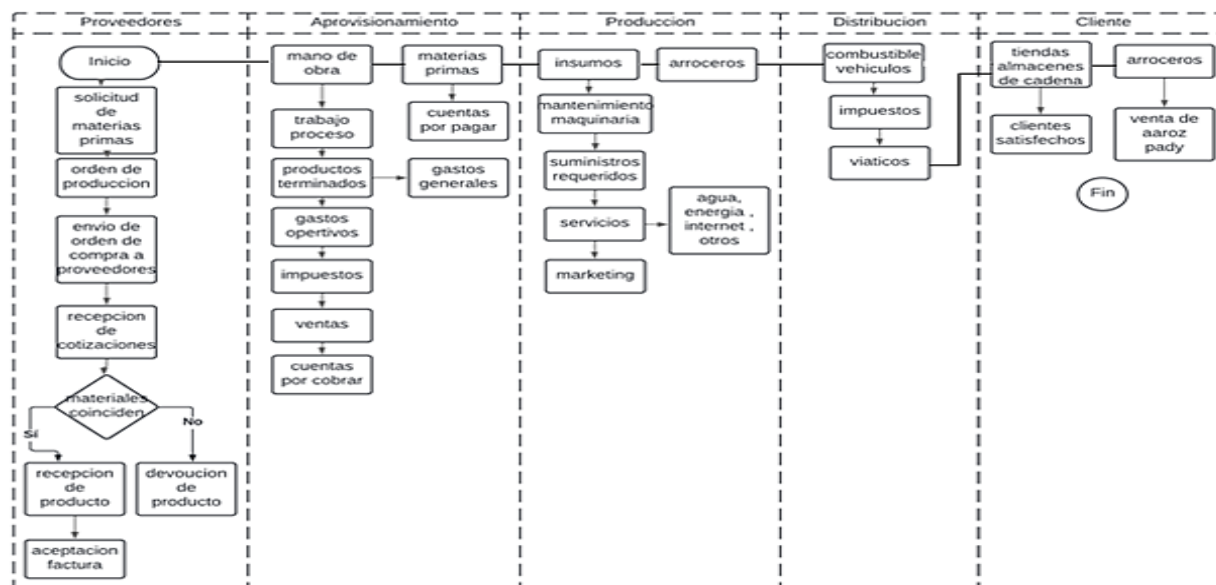 Proveedores
Aprovisionamiento
Produccion
Distribucion
Cliente
Inicio
solicitud
de
materias
primas
orden de
produccion
envio de
orden de
compra a
proveedores
recepcion
de
cotizaciones
materiales
coinciden
Sí
No
recepcion
de
producto
devoucion
de
producto
aceptacion
factura
mano de
obra
trabajo
proceso
productos
terminados
gastos
opertivos
impuestos
ventas
cuentas
por cobrar
materias
primas
cuentas
por pagar
gastos
generales
insumos
mantenimiento
maquinaria
suministros
requeridos
servicios
marketing
arroceros
agua,
energia ,
internet ,
otros
combustible
vehiculos
impuestos
viaticos
tiendas
almacenes
de cadena
clientes
satisfechos
arroceros
venta de
aaroz
pady
Fin